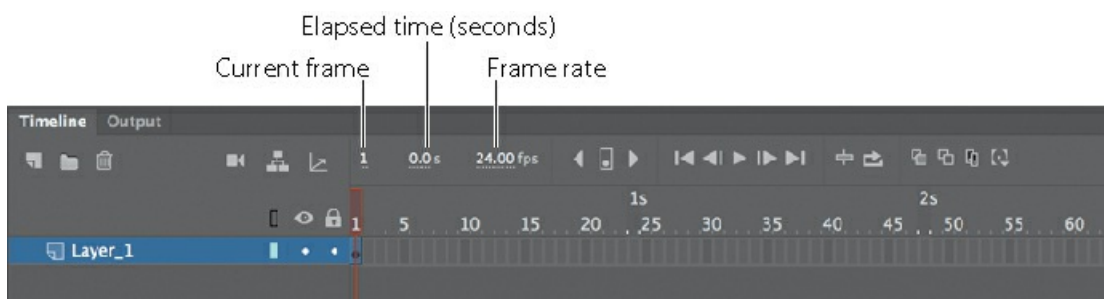 Elapsed time (seconds)
Current frame
Frame rate
Timeline Output
1 0.0 s 24.00 fps
1s 2s
1 5 10 15 20 25 30 35 40 45 50 55 60
Layer_1